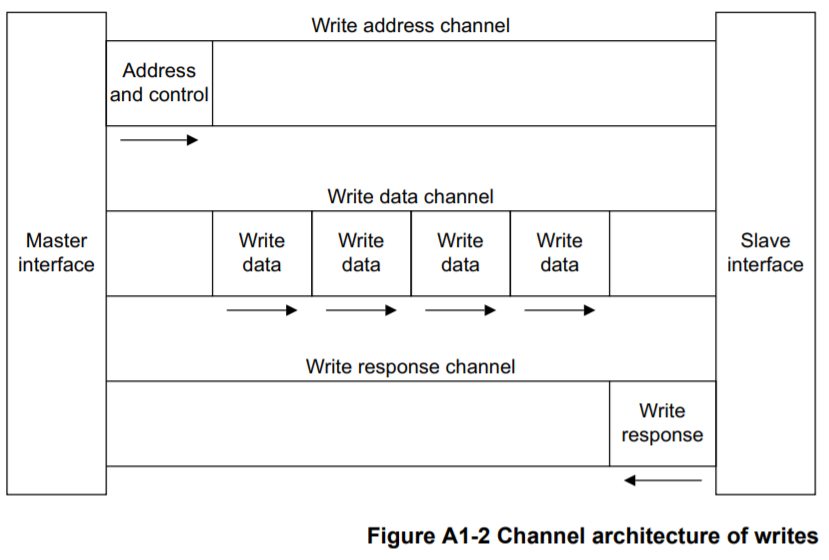 Write address channel
Address
and control
Write data channel
Master
interface
Write
data
Write
data
Write
data
Write
data
Slave
interface
Write response channel
Write
response
Figure A1-2 Channel architecture of writes